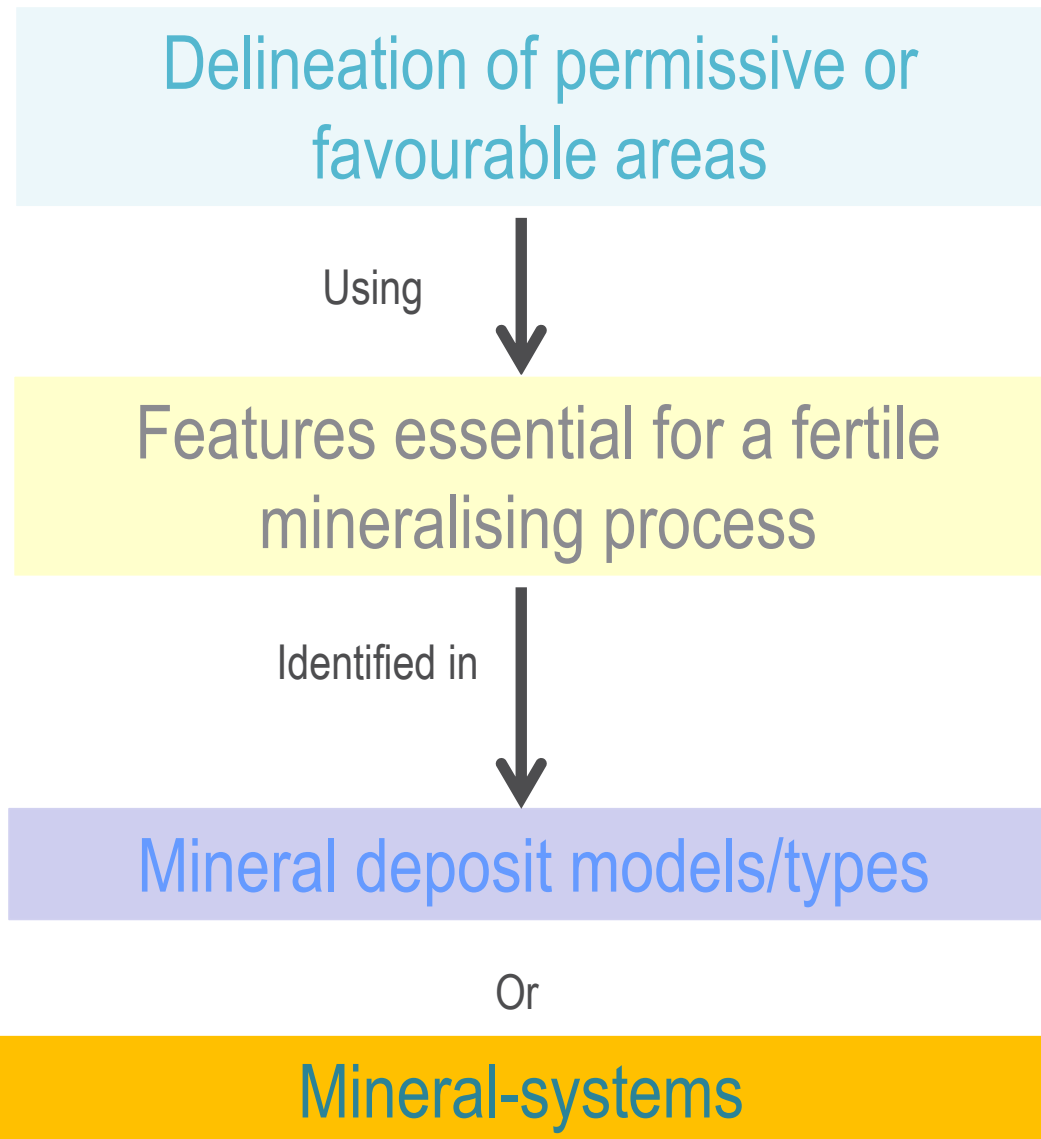 Delineation of permissive or
favourable areas
Using
Features essential for a fertile
mineralising process
Identified in
Mineral deposit models/types
Or
Mineral-systems